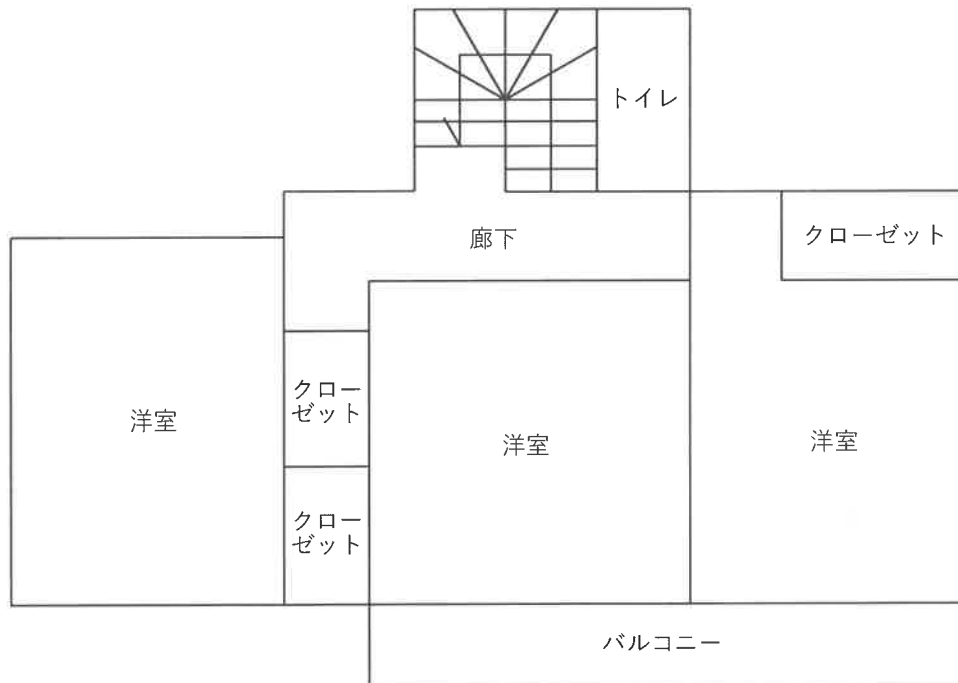 トイレ
廊下
クローゼット
洋室
クロー
ゼット
洋室
洋室
クロー
ゼット
バルコニー